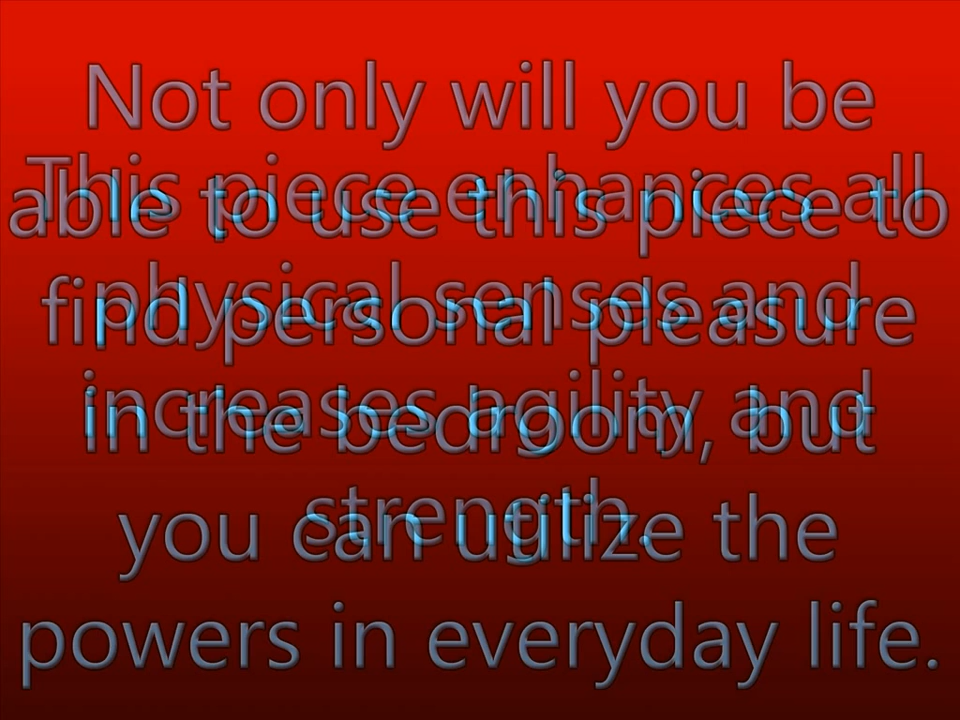 Not only will you be
able to use this piece to
find personal pleasure
in the bedroom, but
you can utilize the
powers in everyday life.
This piece enhances all
physical senses and
increases agility and
strength.